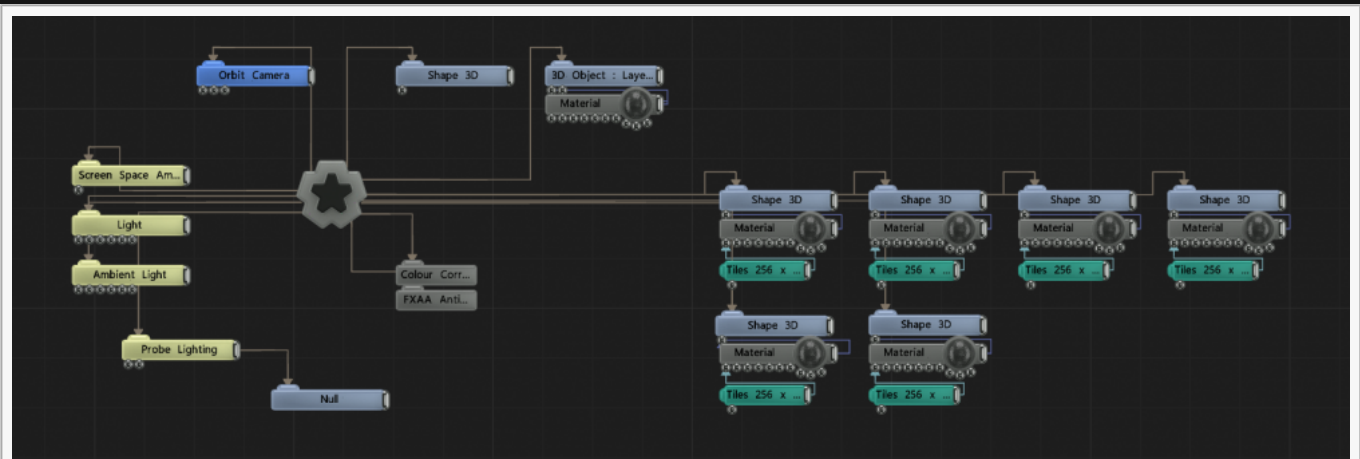 Orbit Camera
Shape 3D
3D Object : Laye...
Material
Screen Space Am...
Light
Ambient Light
Probe Lighting
Null
Colour Corr...
FXAA Anti...
Shape 3D
Shape 3D
Shape 3D
Shape 3D
Material
Material
Material
Material
Tiles 256 x ...
Tiles 256 x ...
Tiles 256 x ...
Tiles 256 x ...
Shape 3D
Shape 3D
Material
Material
Tiles 256 x ...
Tiles 256 x ...